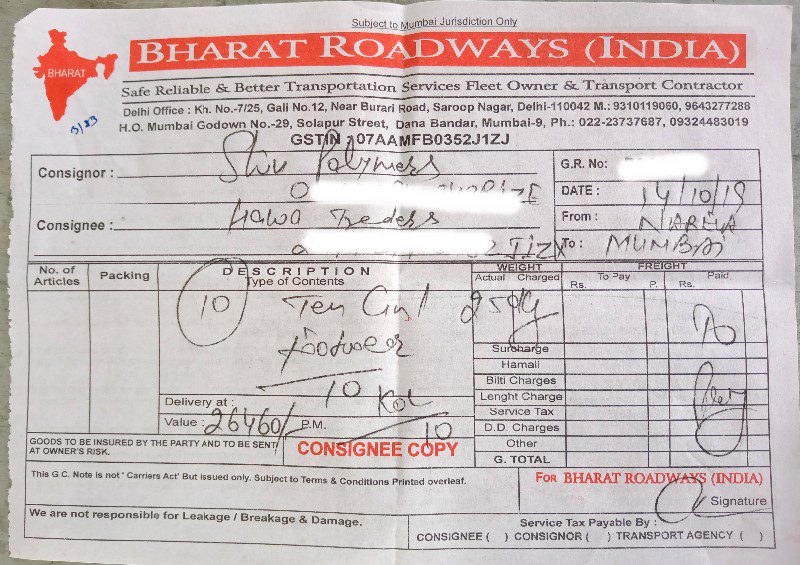 Subject to Mumbai Jurisdiction Only
BHARAT
BHARAT ROADWAYS (INDIA)
Safe Reliable & Better Transportation Services Fleet Owner & Transport Contractor
Delhi Office : Kh. No.-7/25, Gali No.12, Near Burari Road, Saroop Nagar, Delhi-110042 M.: 9310119060, 9643277288
H.O. Mumbai Godown No.-29, Solapur Street, Dana Bandar, Mumbai-9, Ph.: 022-23737687, 09324483019
GSTIN : 07AAMFB0352J1ZJ
Consignor : Shiv Polymers
Consignee : Hawa Traders
G.R. No:
DATE : 14/10/19
From : NARELA
To : MUMBAI
No. of Articles Packing DESCRIPTION Type of Contents WEIGHT Actual Charged FREIGHT To Pay Rs. P. Paid Rs.
10 Ten Cnt
footwear
10
Surcharge
Hamali
Bilti Charges
Lenght Charge
Service Tax
D.D. Charges
Other
G. TOTAL
To
Pay
Delivery at :
Value : 26460/- P.M.
10
GOODS TO BE INSURED BY THE PARTY AND TO BE SENT AT OWNER'S RISK.
CONSIGNEE COPY
This G.C. Note is not ' Carriers Act' But issued only. Subject to Terms & Conditions Printed overleaf.
FOR BHARAT ROADWAYS (INDIA)
Signature
We are not responsible for Leakage / Breakage & Damage.
Service Tax Payable By :
CONSIGNEE ( ) CONSIGNOR ( ) TRANSPORT AGENCY ( )